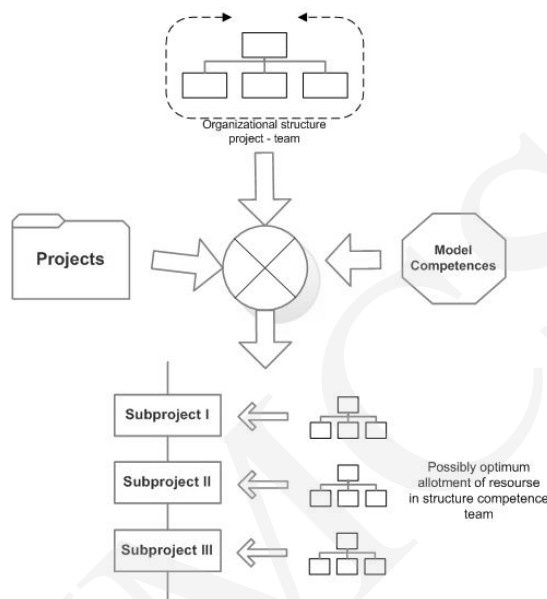 Organizational structure
project - team
Projects
Model
Competences
Subproject I
Subproject II
Subproject III
Possibly optimum
allotment of resourse
in structure competence
team